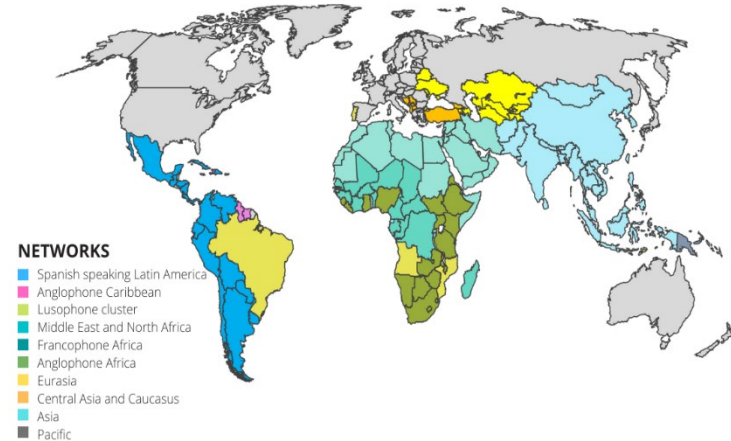 NETWORKS
Spanish speaking Latin America
Anglophone Caribbean
Lusophone cluster
Middle East and North Africa
Francophone Africa
Anglophone Africa
Eurasia
Central Asia and Caucasus
Asia
Pacific